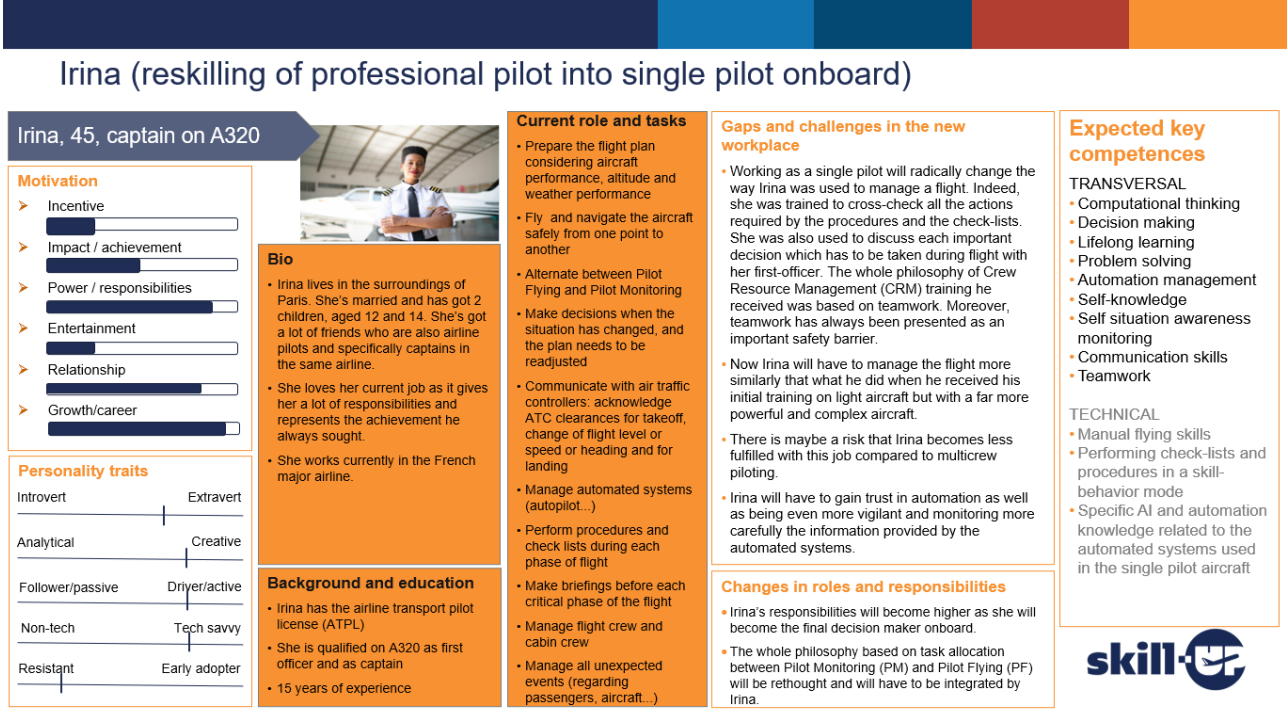 Irina (reskilling of professional pilot into single pilot onboard)
Irina, 45, captain on A320
Motivation
Incentive
Impact / achievement
Power / responsibilities
Entertainment
Relationship
Growth/career
Personality traits
Introvert Extravert
Analytical Creative
Follower/passive Driver/active
Non-tech Tech savvy
Resistant Early adopter
Bio
• Irina lives in the surroundings of
Paris. She's married and has got 2
children, aged 12 and 14. She's got
a lot of friends who are also airline
pilots and specifically captains in
the same airline.
• She loves her current job as it gives
her a lot of responsibilities and
represents the achievement he
always sought.
• She works currently in the French
major airline.
Background and education
• Irina has the airline transport pilot
license (ATPL)
• She is qualified on A320 as first
officer and as captain
• 15 years of experience
Current role and tasks
• Prepare the flight plan
considering aircraft
performance, altitude and
weather performance
• Fly and navigate the aircraft
safely from one point to
another
• Alternate between Pilot
Flying and Pilot Monitoring
• Make decisions when the
situation has changed, and
the plan needs to be
readjusted
• Communicate with air traffic
controllers: acknowledge
ATC clearances for takeoff,
change of flight level or
speed or heading and for
landing
• Manage automated systems
(autopilot...)
• Perform procedures and
check lists during each
phase of flight
• Make briefings before each
critical phase of the flight
• Manage flight crew and
cabin crew
• Manage all unexpected
events (regarding
passengers, aircraft...)
Gaps and challenges in the new
workplace
• Working as a single pilot will radically change the
way Irina was used to manage a flight. Indeed,
she was trained to cross-check all the actions
required by the procedures and the check-lists.
She was also used to discuss each important
decision which has to be taken during flight with
her first-officer. The whole philosophy of Crew
Resource Management (CRM) training he
received was based on teamwork. Moreover,
teamwork has always been presented as an
important safety barrier.
• Now Irina will have to manage the flight more
similarly that what he did when he received his
initial training on light aircraft but with a far more
powerful and complex aircraft.
• There is maybe a risk that Irina becomes less
fulfilled with this job compared to multicrew
piloting.
• Irina will have to gain trust in automation as well
as being even more vigilant and monitoring more
carefully the information provided by the
automated systems.
Changes in roles and responsibilities
• Irina's responsibilities will become higher as she will
become the final decision maker onboard.
• The whole philosophy based on task allocation
between Pilot Monitoring (PM) and Pilot Flying (PF)
will be rethought and will have to be integrated by
Irina.
Expected key
competences
TRANSVERSAL
• Computational thinking
• Decision making
• Lifelong learning
• Problem solving
• Automation management
• Self-knowledge
• Self situation awareness
monitoring
• Communication skills
• Teamwork
TECHNICAL
• Manual flying skills
• Performing check-lists and
procedures in a skill-
behavior mode
• Specific AI and automation
knowledge related to the
automated systems used
in the single pilot aircraft
skill-UP